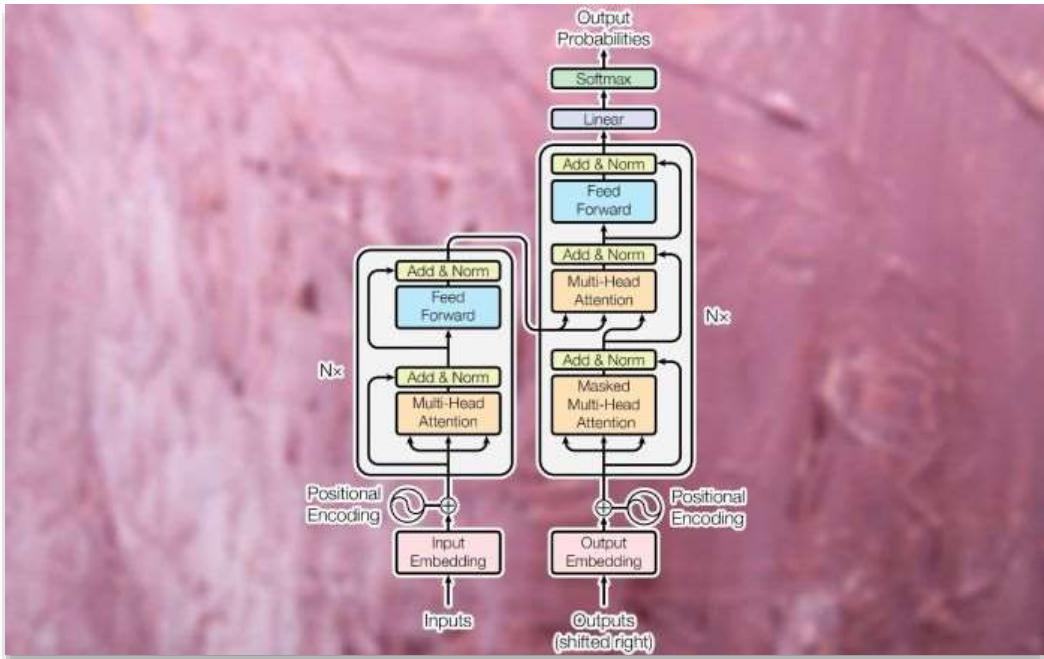 Output
Probabilities
Softmax
Linear
Add & Norm
Feed
Forward
Add & Norm
Multi-Head
Attention
Nx
Add & Norm
Masked
Multi-Head
Attention
Add & Norm
Feed
Forward
Nx
Add & Norm
Multi-Head
Attention
Positional
Encoding
Positional
Encoding
Input
Embedding
Output
Embedding
Inputs
Outputs
(shifted right)